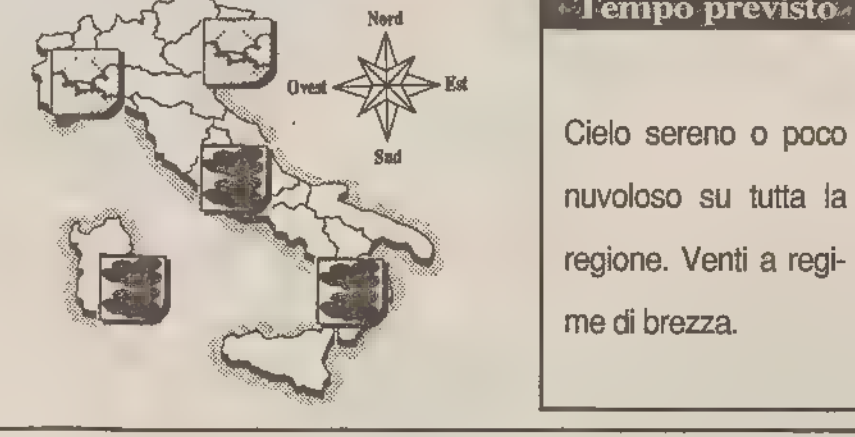 Nord
Ovest
Est
Sud
Tempo previsto
Cielo sereno o poco
nuvoloso su tutta la
regione. Venti a regi-
me di brezza.